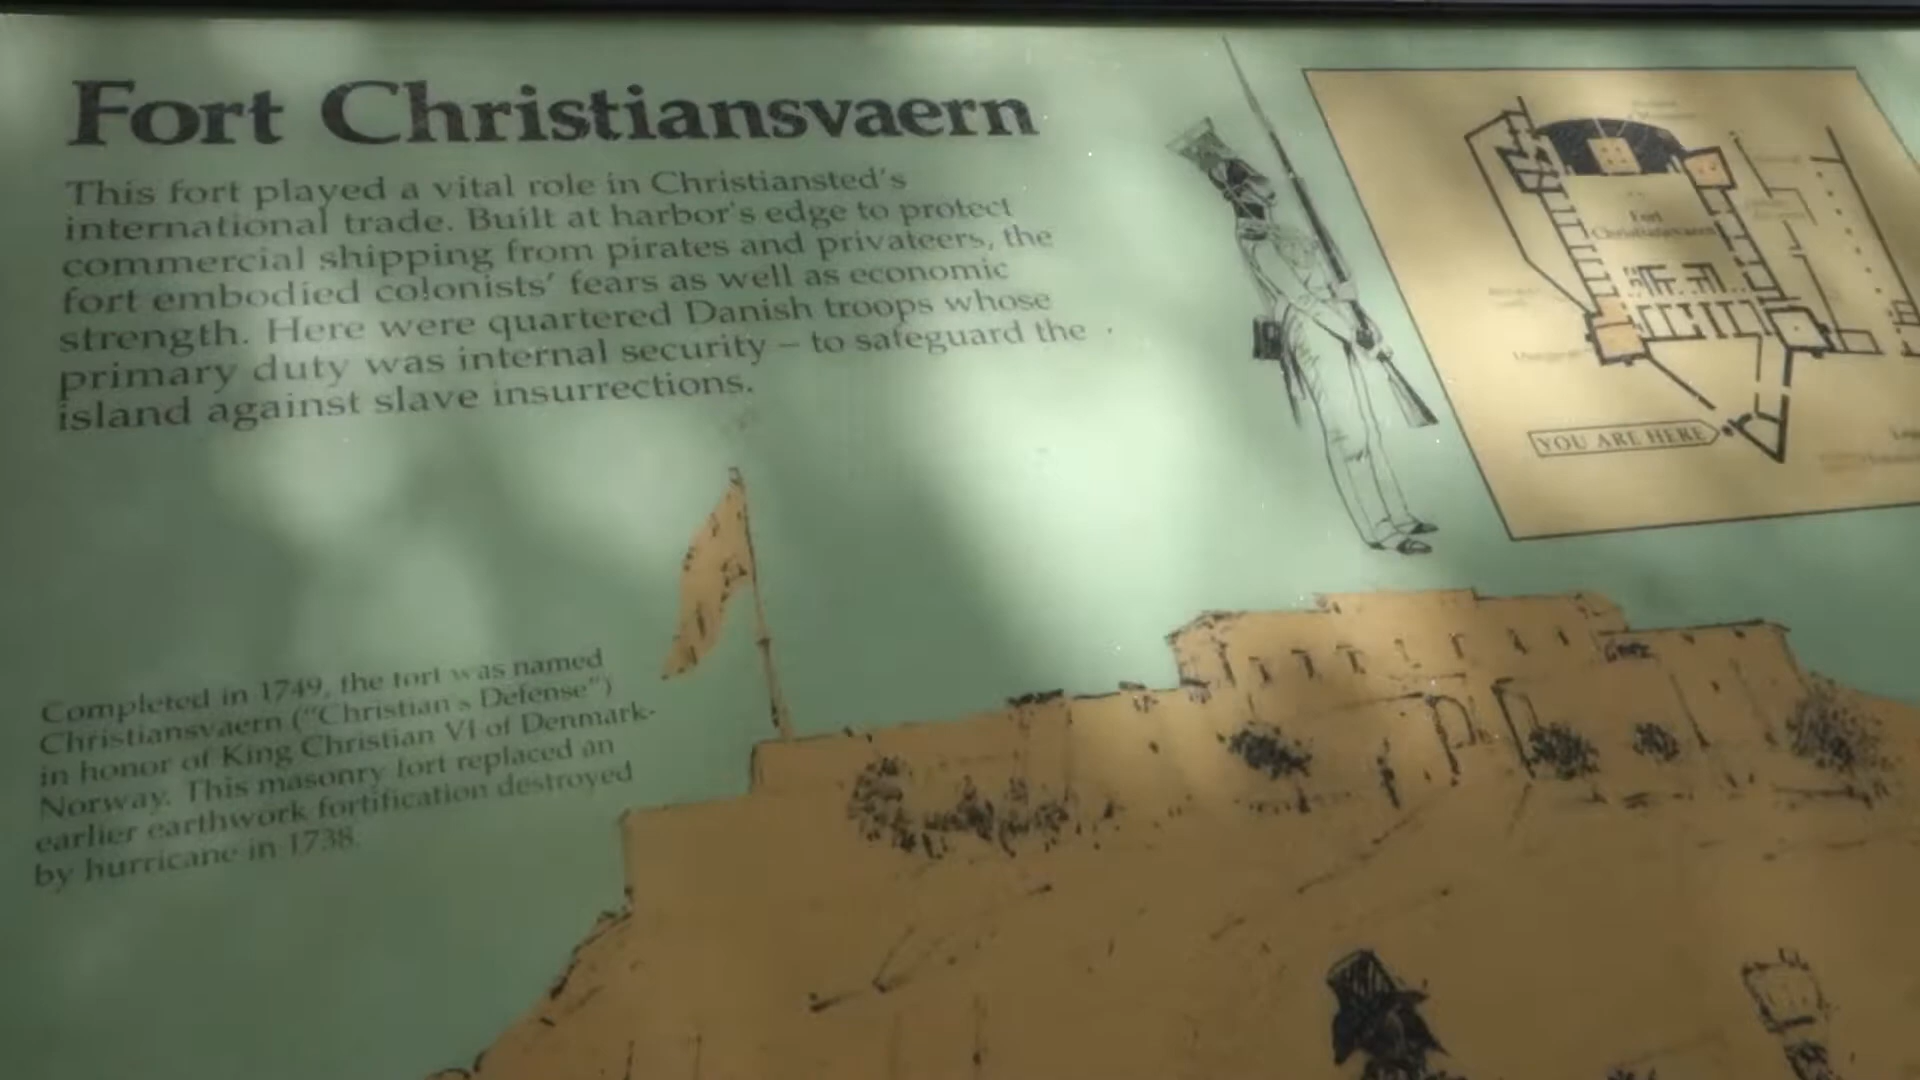 Fort Christiansvaern
This fort played a vital role in Christiansted's
international trade. Built at harbor's edge to protect
commercial shipping from pirates and privateers, the
fort embodied colonists' fears as well as economic
strength. Here were quartered Danish troops whose
primary duty was internal security – to safeguard the
island against slave insurrections.
Completed in 1749, the fort was named
Christiansvaern ("Christian's Defense")
in honor of King Christian VI of Denmark-
Norway. This masonry fort replaced an
earlier earthwork fortification destroyed
by hurricane in 1738.
Fort
Christiansvaern
YOU ARE HERE